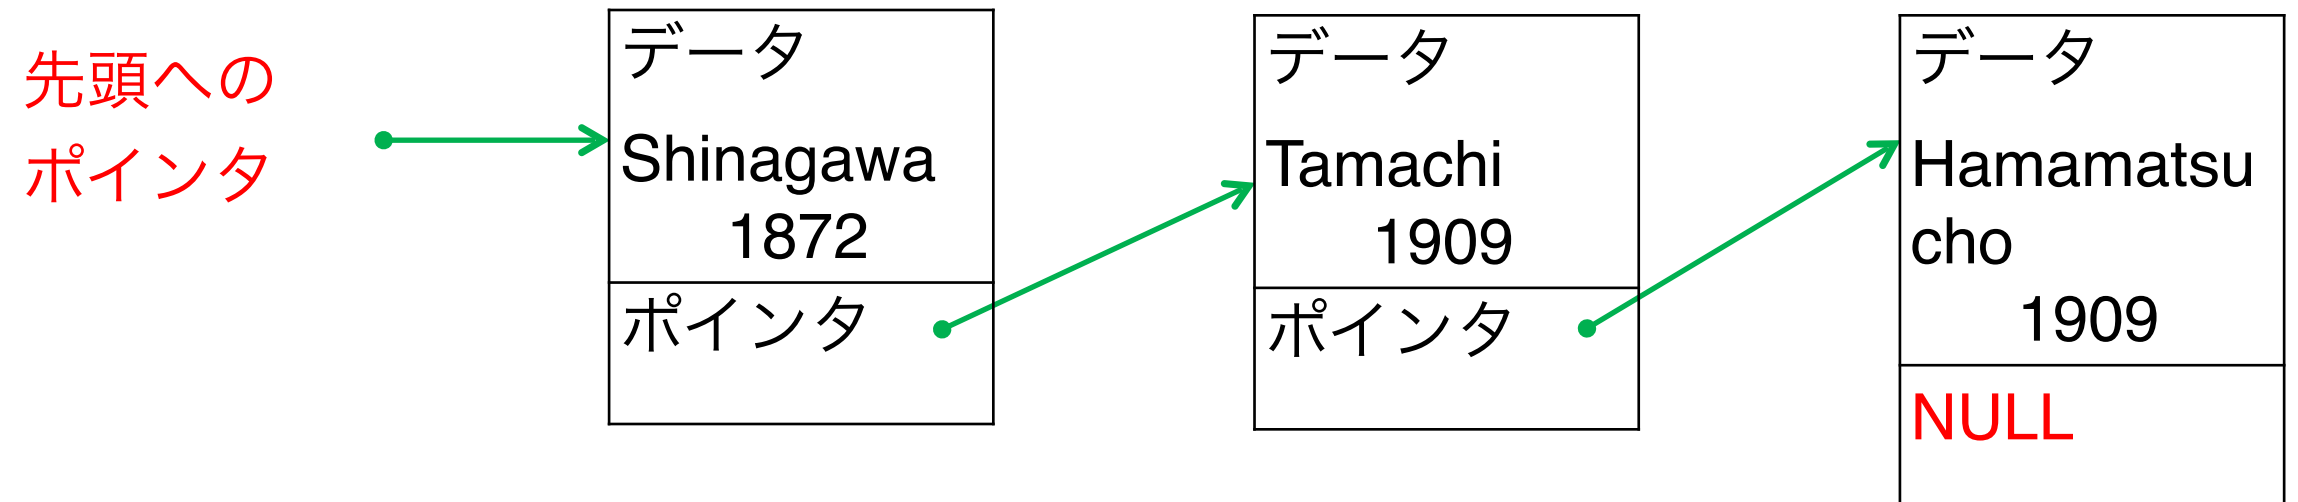 先頭への
ポインタ
データ
Shinagawa
1872
ポインタ
データ
Tamachi
1909
ポインタ
データ
Hamamatsu
cho
1909
NULL